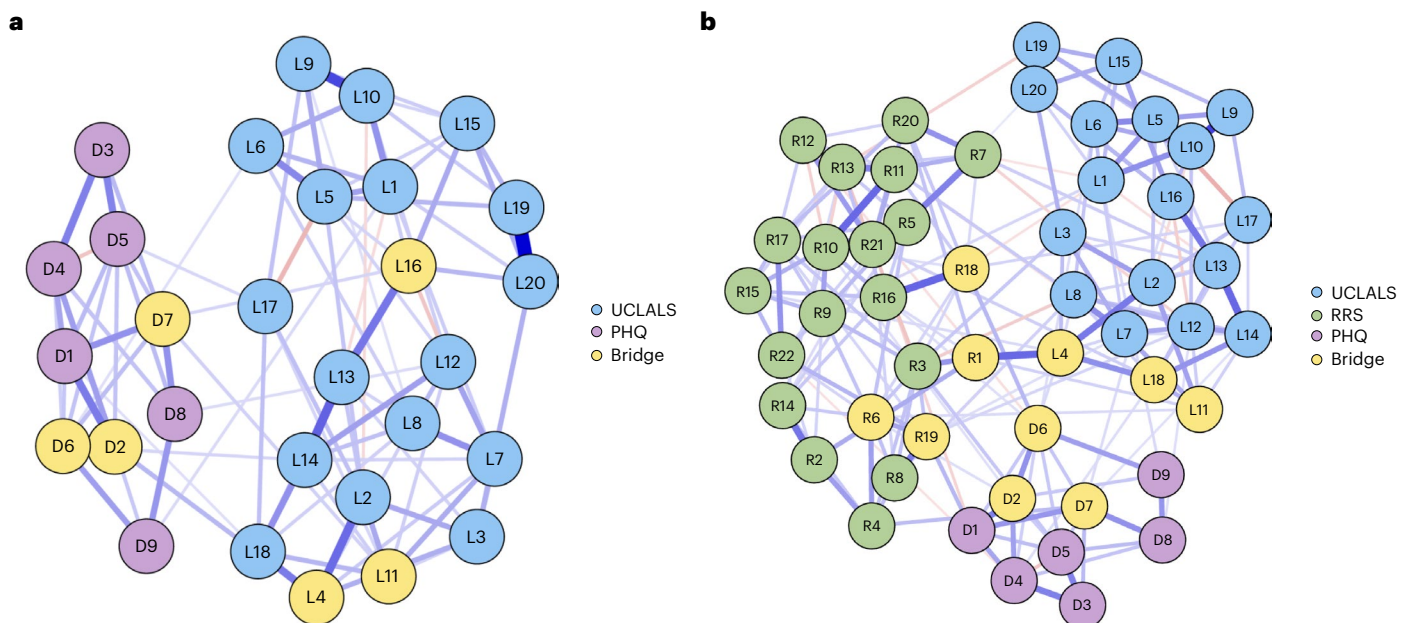 a
L9
L10
L15
L6
D3
L5
L1
L19
D5
D4
L16
L20
L17
D7
D1
L12
L13
D8
L8
D6
D2
L14
L7
L2
L3
D9
L18
L11
L4
UCLALS
PHQ
Bridge
b
L19
L15
L20
L9
R20
L6
L5
R12
L10
R7
R13
R11
L1
L16
R5
L17
L3
R17
R10
R21
L13
R18
L2
R15
R16
L8
R9
L12
L7
L14
R22
R3
R1
L4
L18
R14
L11
R6
R19
D6
R2
R8
D9
D2
D7
R4
D1
D8
D5
D4
D3
UCLALS
RRS
PHQ
Bridge